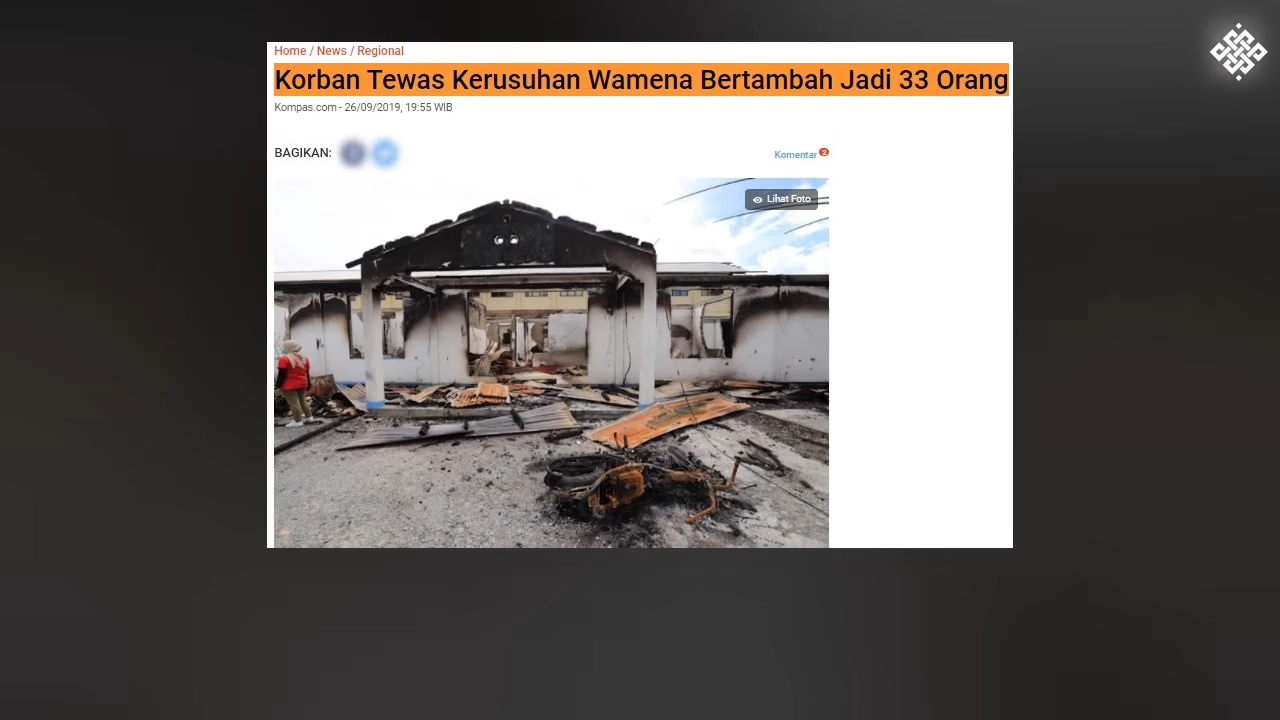 Home / News / Regional
Korban Tewas Kerusuhan Wamena Bertambah Jadi 33 Orang
Kompas.com - 26/09/2019, 19:55 WIB
BAGIKAN:
Komentar 2
Lihat Foto